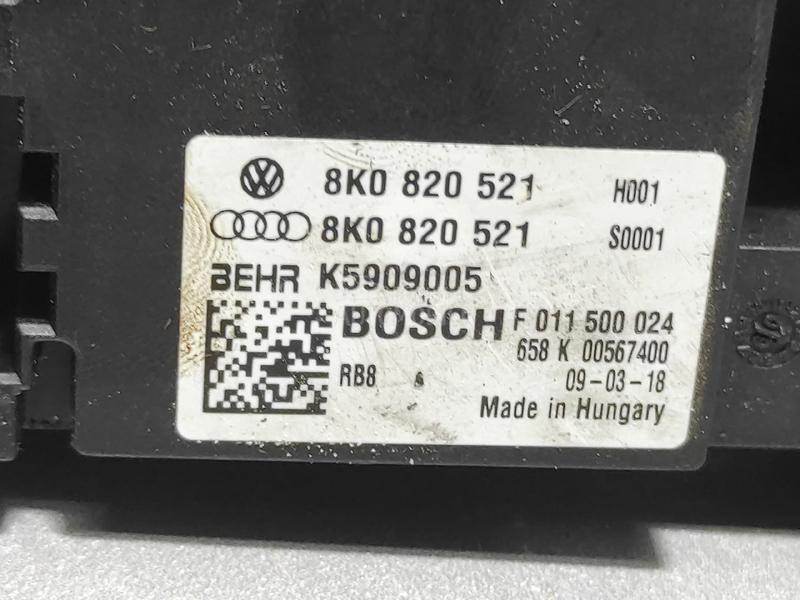 8K0 820 521 H001
8K0 820 521 S0001
BEHR K5909005
BOSCH F 011 500 024
658 K 00567400
RB8 09-03-18
Made in Hungary